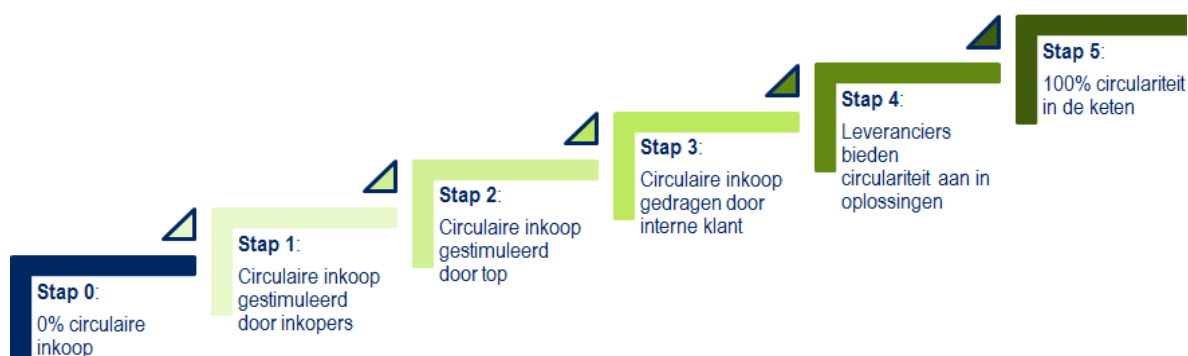 Stap 0:
0% circulaire
inkoop
Stap 1:
Circulaire inkoop
gestimuleerd
door inkopers
Stap 2:
Circulaire inkoop
gestimuleerd
door top
Stap 3:
Circulaire inkoop
gedragen door
interne klant
Stap 4:
Leveranciers
bieden
circulariteit aan in
oplossingen
Stap 5:
100% circulariteit
in de keten